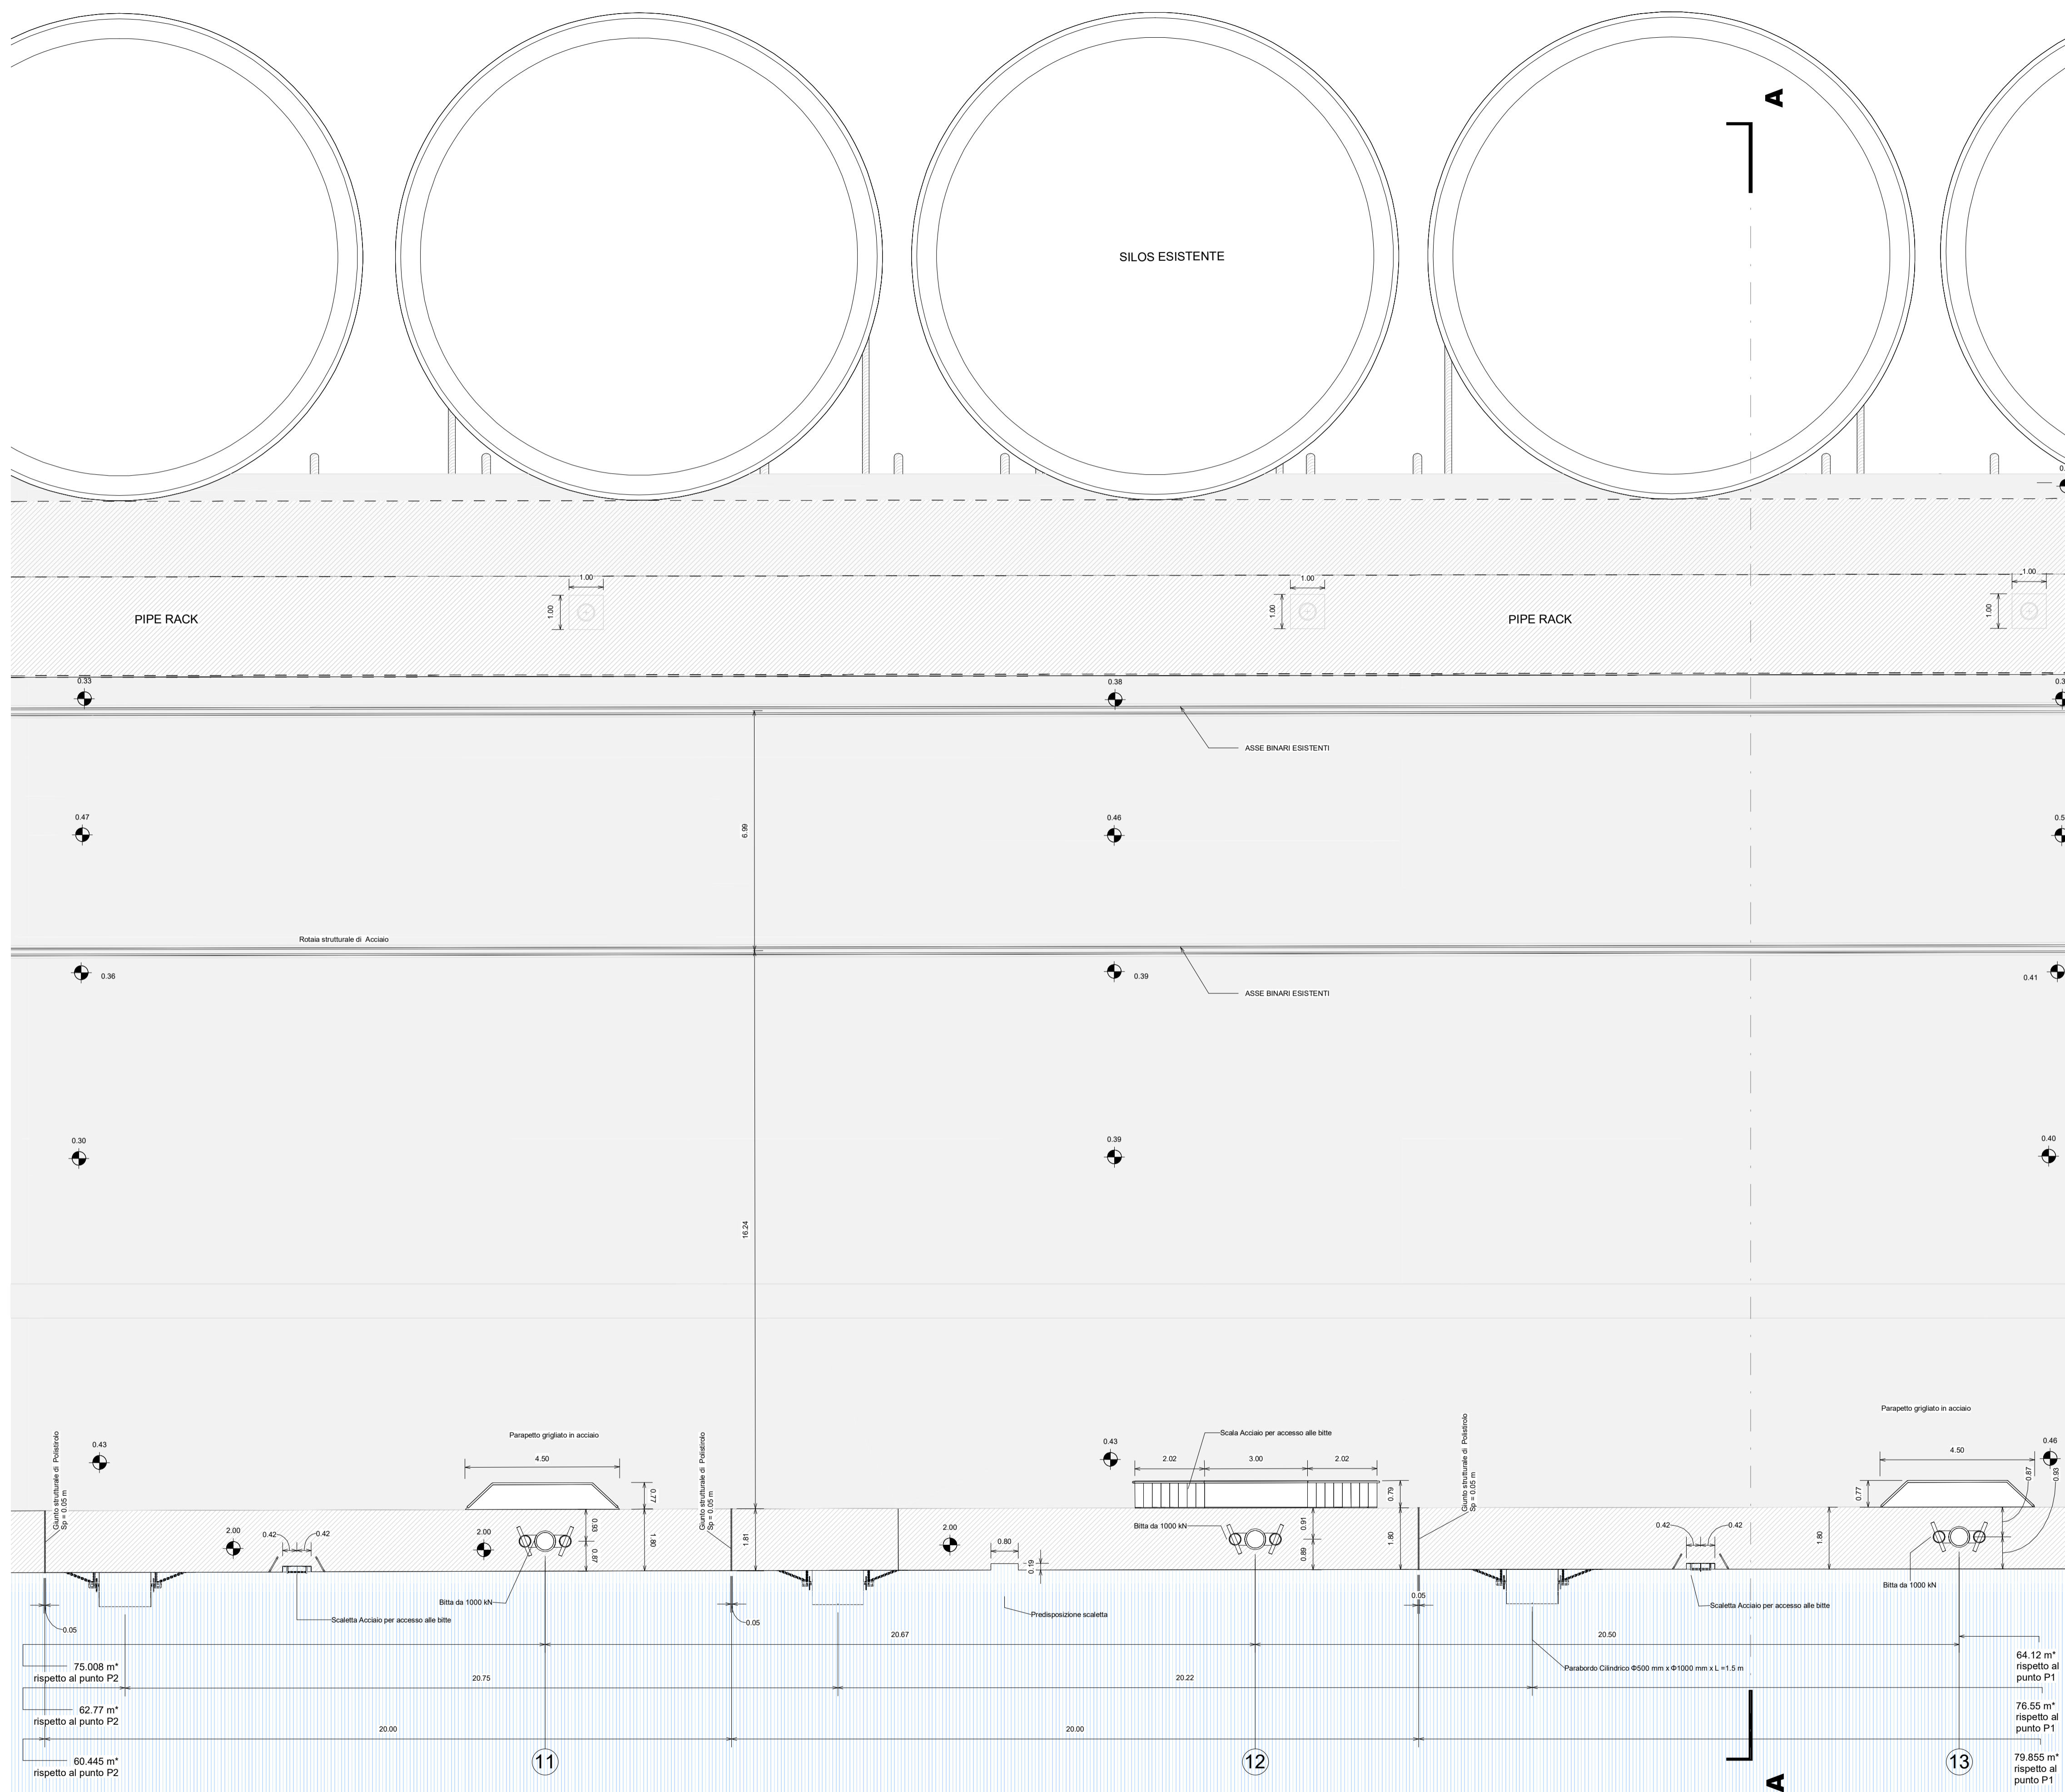 A
SILOS ESISTENTE
1.00
1.00
1.00
1.00
1.00
1.00
PIPE RACK
PIPE RACK
0.33
0.38
ASSE BINARI ESISTENTI
0.47
0.46
6.99
Rotaia strutturale di Acciaio
0.36
0.39
0.41
ASSE BINARI ESISTENTI
0.30
0.39
0.40
16.24
Parapetto grigliato in acciaio
Parapetto grigliato in acciaio
Giunto strutturale di Polistirolo
Sp = 0.05 m
Giunto strutturale di Polistirolo
Sp = 0.05 m
Giunto strutturale di Polistirolo
Sp = 0.05 m
Scala Acciaio per accesso alle bitte
0.43
0.43
0.46
4.50
2.02
3.00
2.02
4.50
0.77
0.79
0.77
0.87
0.93
2.00
0.42
0.42
2.00
0.93
0.87
1.80
1.81
2.00
0.80
0.19
Bitta da 1000 kN
0.91
0.89
1.80
0.42
0.42
1.80
Bitta da 1000 kN
Bitta da 1000 kN
0.05
0.05
0.05
Scaletta Acciaio per accesso alle bitte
Predisposizione scaletta
Scaletta Acciaio per accesso alle bitte
20.67
20.50
75.008 m*
rispetto al punto P2
Parabordo Cilindrico Φ500 mm x Φ1000 mm x L =1.5 m
64.12 m*
rispetto al
punto P1
20.75
20.22
62.77 m*
rispetto al punto P2
76.55 m*
rispetto al
punto P1
20.00
20.00
60.445 m*
rispetto al punto P2
11
12
13
79.855 m*
rispetto al
punto P1
A